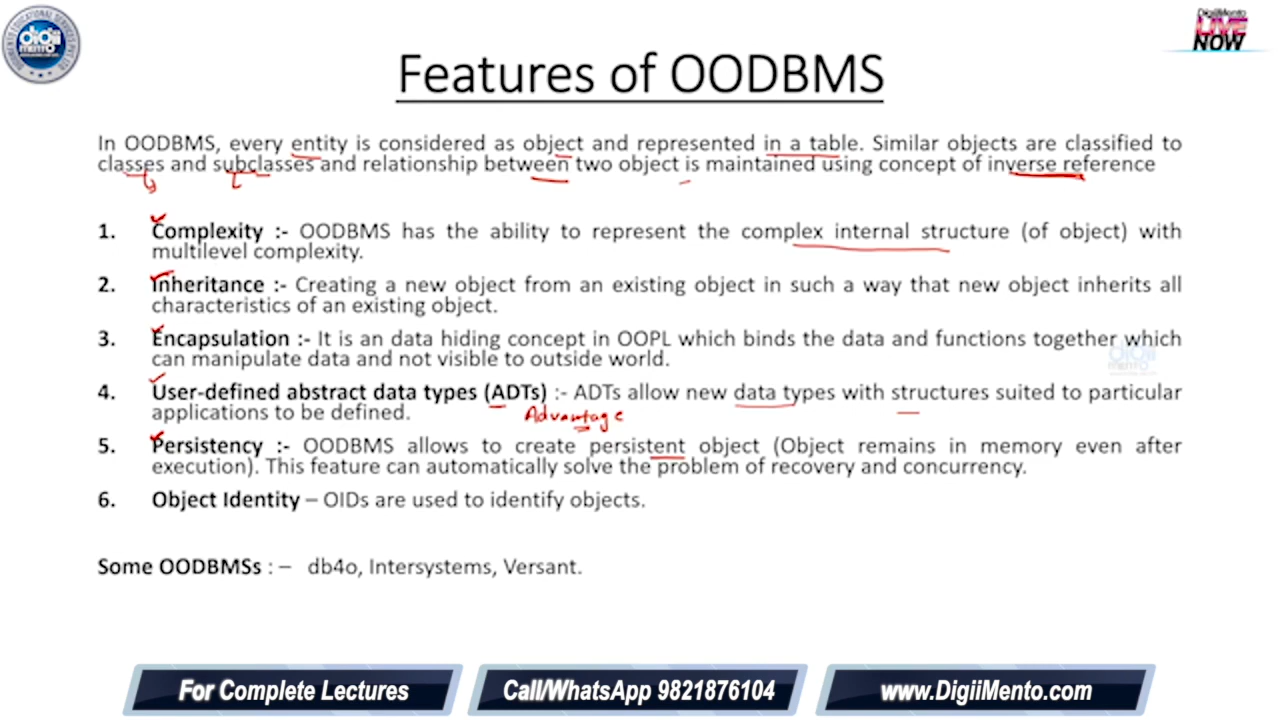 DigiiMento
LIVE
NOW
digii
mento
Features of OODBMS
In OODBMS, every entity is considered as object and represented in a table. Similar objects are classified to
classes and subclasses and relationship between two object is maintained using concept of inverse reference
1. Complexity :- OODBMS has the ability to represent the complex internal structure (of object) with
multilevel complexity.
2. Inheritance :- Creating a new object from an existing object in such a way that new object inherits all
characteristics of an existing object.
3. Encapsulation :- It is an data hiding concept in OOPL which binds the data and functions together which
can manipulate data and not visible to outside world.
4. User-defined abstract data types (ADTs) :- ADTs allow new data types with structures suited to particular
applications to be defined.
Advantage
5. Persistency :- OODBMS allows to create persistent object (Object remains in memory even after
execution). This feature can automatically solve the problem of recovery and concurrency.
6. Object Identity – OIDs are used to identify objects.
Some OODBMSs : – db4o, Intersystems, Versant.
For Complete Lectures
Call/WhatsApp 9821876104
www.DigiiMento.com